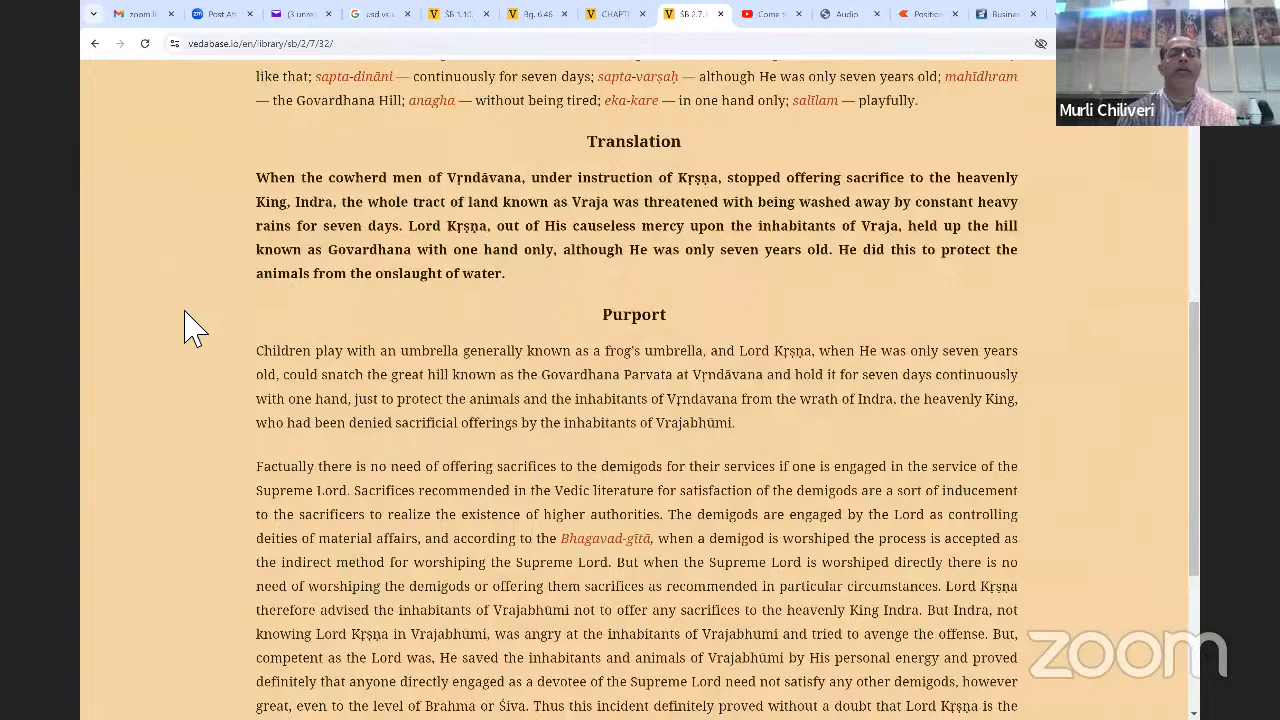 Murdli
Gmail
audio v
google
sudarsh
SB 1.10.
Bg. 6.44
CHAPT
SB 2.7.3
Come t
Audio
Postico
Busines
vedabase.io/en/library/sb/2/7/32/
Murli Chiliveri
like that; sapta-dināni — continuously for seven days; sapta-varṣaḥ — although He was only seven years old; mahīdhram
— the Govardhana Hill; anagha — without being tired; eka-kare — in one hand only; salīlam — playfully.
Translation
When the cowherd men of Vṛndāvana, under instruction of Kṛṣṇa, stopped offering sacrifice to the heavenly
King, Indra, the whole tract of land known as Vraja was threatened with being washed away by constant heavy
rains for seven days. Lord Kṛṣṇa, out of His causeless mercy upon the inhabitants of Vraja, held up the hill
known as Govardhana with one hand only, although He was only seven years old. He did this to protect the
animals from the onslaught of water.
Purport
Children play with an umbrella generally known as a frog's umbrella, and Lord Kṛṣṇa, when He was only seven years
old, could snatch the great hill known as the Govardhana Parvata at Vṛndāvana and hold it for seven days continuously
with one hand, just to protect the animals and the inhabitants of Vṛndāvana from the wrath of Indra, the heavenly King,
who had been denied sacrificial offerings by the inhabitants of Vrajabhūmi.
Factually there is no need of offering sacrifices to the demigods for their services if one is engaged in the service of the
Supreme Lord. Sacrifices recommended in the Vedic literature for satisfaction of the demigods are a sort of inducement
to the sacrificers to realize the existence of higher authorities. The demigods are engaged by the Lord as controlling
deities of material affairs, and according to the Bhagavad-gītā, when a demigod is worshiped the process is accepted as
the indirect method for worshiping the Supreme Lord. But when the Supreme Lord is worshiped directly there is no
need of worshiping the demigods or offering them sacrifices as recommended in particular circumstances. Lord Kṛṣṇa
therefore advised the inhabitants of Vrajabhūmi not to offer any sacrifices to the heavenly King Indra. But Indra, not
knowing Lord Kṛṣṇa in Vrajabhūmi, was angry at the inhabitants of Vrajabhūmi and tried to avenge the offense. But,
competent as the Lord was, He saved the inhabitants and animals of Vrajabhūmi by His personal energy and proved
definitely that anyone directly engaged as a devotee of the Supreme Lord need not satisfy any other demigods, however
great, even to the level of Brahmā or Śiva. Thus this incident definitely proved without a doubt that Lord Kṛṣṇa is the
zoom